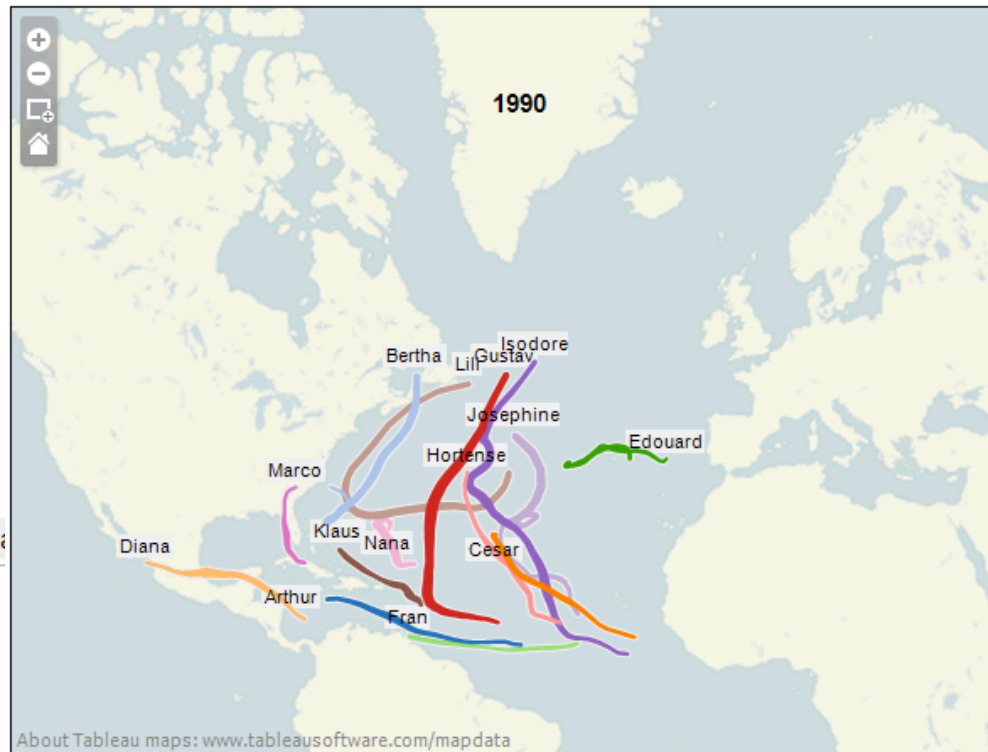 1990
Isodore
Bertha
Lili
Gustav
Josephine
Edouard
Hortense
Marco
Klaus
Nana
Cesar
Diana
Arthur
Fran
About Tableau maps: www.tableausoftware.com/mapdata